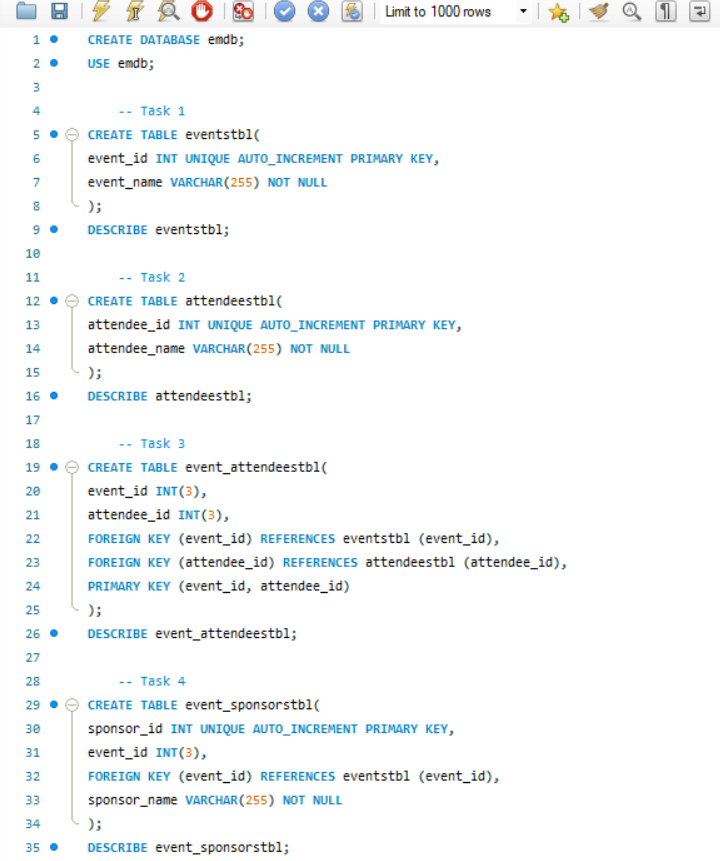 Limit to 1000 rows
1 CREATE DATABASE emdb;
2 USE emdb;
3
4 -- Task 1
5 CREATE TABLE eventstbl(
6 event_id INT UNIQUE AUTO_INCREMENT PRIMARY KEY,
7 event_name VARCHAR(255) NOT NULL
8 );
9 DESCRIBE eventstbl;
10
11 -- Task 2
12 CREATE TABLE attendeestbl(
13 attendee_id INT UNIQUE AUTO_INCREMENT PRIMARY KEY,
14 attendee_name VARCHAR(255) NOT NULL
15 );
16 DESCRIBE attendeestbl;
17
18 -- Task 3
19 CREATE TABLE event_attendeestbl(
20 event_id INT(3),
21 attendee_id INT(3),
22 FOREIGN KEY (event_id) REFERENCES eventstbl (event_id),
23 FOREIGN KEY (attendee_id) REFERENCES attendeestbl (attendee_id),
24 PRIMARY KEY (event_id, attendee_id)
25 );
26 DESCRIBE event_attendeestbl;
27
28 -- Task 4
29 CREATE TABLE event_sponsorstbl(
30 sponsor_id INT UNIQUE AUTO_INCREMENT PRIMARY KEY,
31 event_id INT(3),
32 FOREIGN KEY (event_id) REFERENCES eventstbl (event_id),
33 sponsor_name VARCHAR(255) NOT NULL
34 );
35 DESCRIBE event_sponsorstbl;